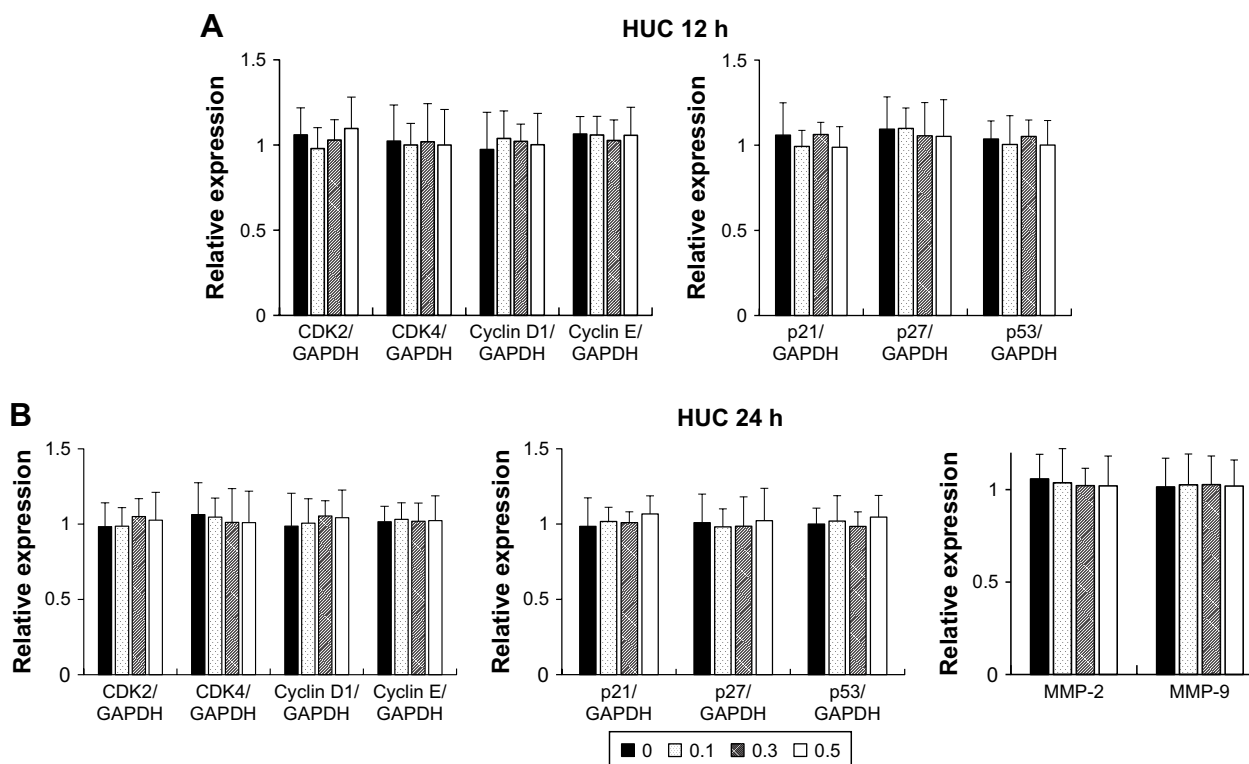 A
HUC 12 h
Relative expression
1.5
1
0.5
0
CDK2/
GAPDH
CDK4/
GAPDH
Cyclin D1/
GAPDH
Cyclin E/
GAPDH
Relative expression
1.5
1
0.5
0
p21/
GAPDH
p27/
GAPDH
p53/
GAPDH
B
HUC 24 h
Relative expression
1.5
1
0.5
0
CDK2/
GAPDH
CDK4/
GAPDH
Cyclin D1/
GAPDH
Cyclin E/
GAPDH
Relative expression
1.5
1
0.5
0
p21/
GAPDH
p27/
GAPDH
p53/
GAPDH
Relative expression
1
0.5
0
MMP-2
MMP-9
0 0.1 0.3 0.5